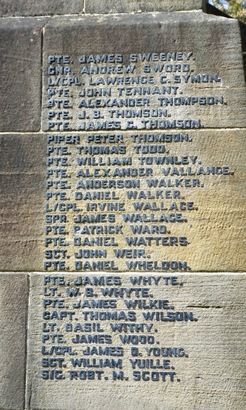 PTE. JAMES SWEENEY.
GNR. ANDREW SWORD.
L/CPL. LAWRENCE C. SYMON.
PTE. JOHN TENNANT.
PTE. ALEXANDER THOMPSON.
PTE. J. B. THOMSON.
PTE. JAMES C. THOMSON
PIPER PETER THOMSON.
PTE. THOMAS TODD.
PTE. WILLIAM TOWNLEY.
PTE. ALEXANDER VALLANCE.
PTE. ANDERSON WALKER.
PTE. DANIEL WALKER.
L/CPL. IRVINE WALLACE.
SPR. JAMES WALLACE.
PTE. PATRICK WARD.
PTE. DANIEL WATTERS.
SGT. JOHN WEIR.
PTE. DANIEL WHELDON.
PTE. JAMES WHYTE.
LT. W. B. WHYTE.
PTE. JAMES WILKIE.
CAPT. THOMAS WILSON.
LT. BASIL WITHY.
PTE. JAMES WOOD.
L/CPL. JAMES D. YOUNG.
SGT. WILLIAM YUILLE.
SIG. ROBT. M. SCOTT.